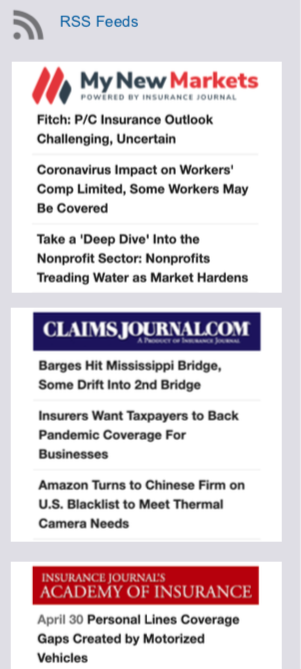 RSS Feeds
My New Markets
POWERED BY INSURANCE JOURNAL
Fitch: P/C Insurance Outlook
Challenging, Uncertain
Coronavirus Impact on Workers'
Comp Limited, Some Workers May
Be Covered
Take a 'Deep Dive' Into the
Nonprofit Sector: Nonprofits
Treading Water as Market Hardens
CLAIMSJOURNAL.COM
A PRODUCT OF INSURANCE JOURNAL
Barges Hit Mississippi Bridge,
Some Drift Into 2nd Bridge
Insurers Want Taxpayers to Back
Pandemic Coverage For
Businesses
Amazon Turns to Chinese Firm on
U.S. Blacklist to Meet Thermal
Camera Needs
INSURANCE JOURNAL'S
ACADEMY OF INSURANCE
April 30 Personal Lines Coverage
Gaps Created by Motorized
Vehicles